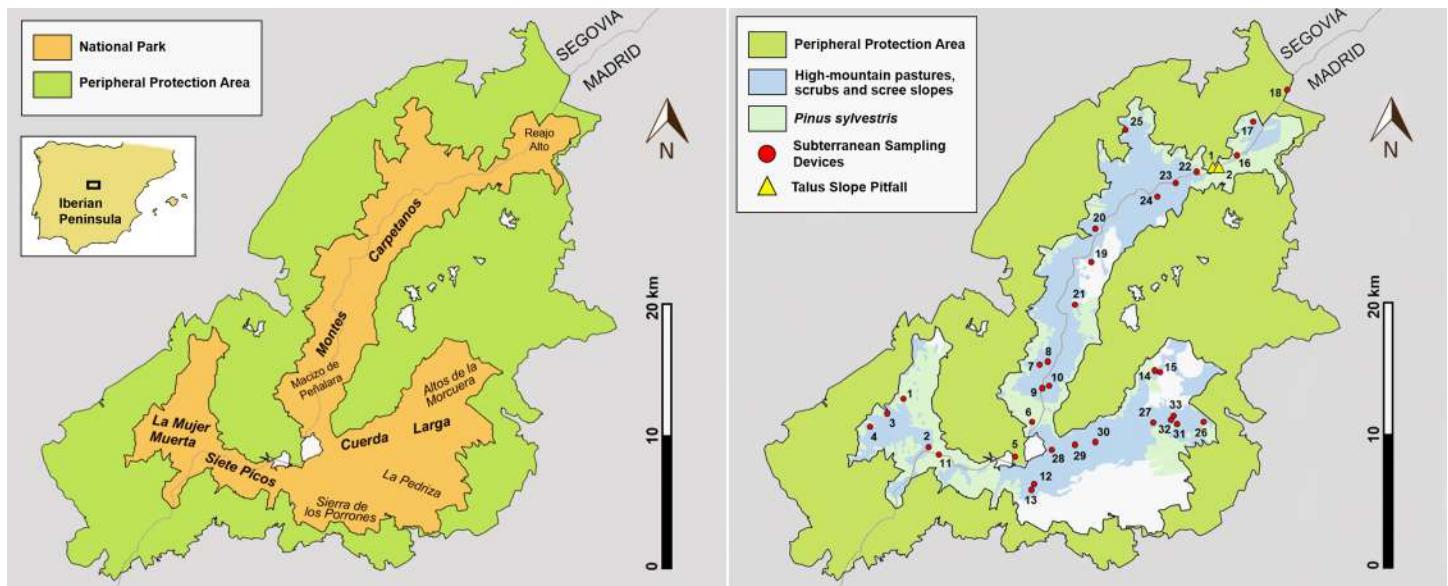 National Park
Peripheral Protection Area
SEGOVIA
MADRID
Reajo
Alto
N
Iberian
Peninsula
Carpetanos
Montes
Macizo de
Peñalara
Altos de la
Morcuera
La Mujer
Muerta
Siete Picos
Cuerda Larga
La Pedriza
Sierra de
los Porrones
20 km
10
0
Peripheral Protection Area
High-mountain pastures,
scrubs and scree slopes
Pinus sylvestris
Subterranean Sampling
Devices
Talus Slope Pitfall
SEGOVIA
MADRID
N
18
17
25
1
16
22
2
23
24
20
19
21
8
7
10
9
14
15
1
3
4
6
33
27
32
31
26
2
11
5
30
28
29
12
13
20 km
10
0